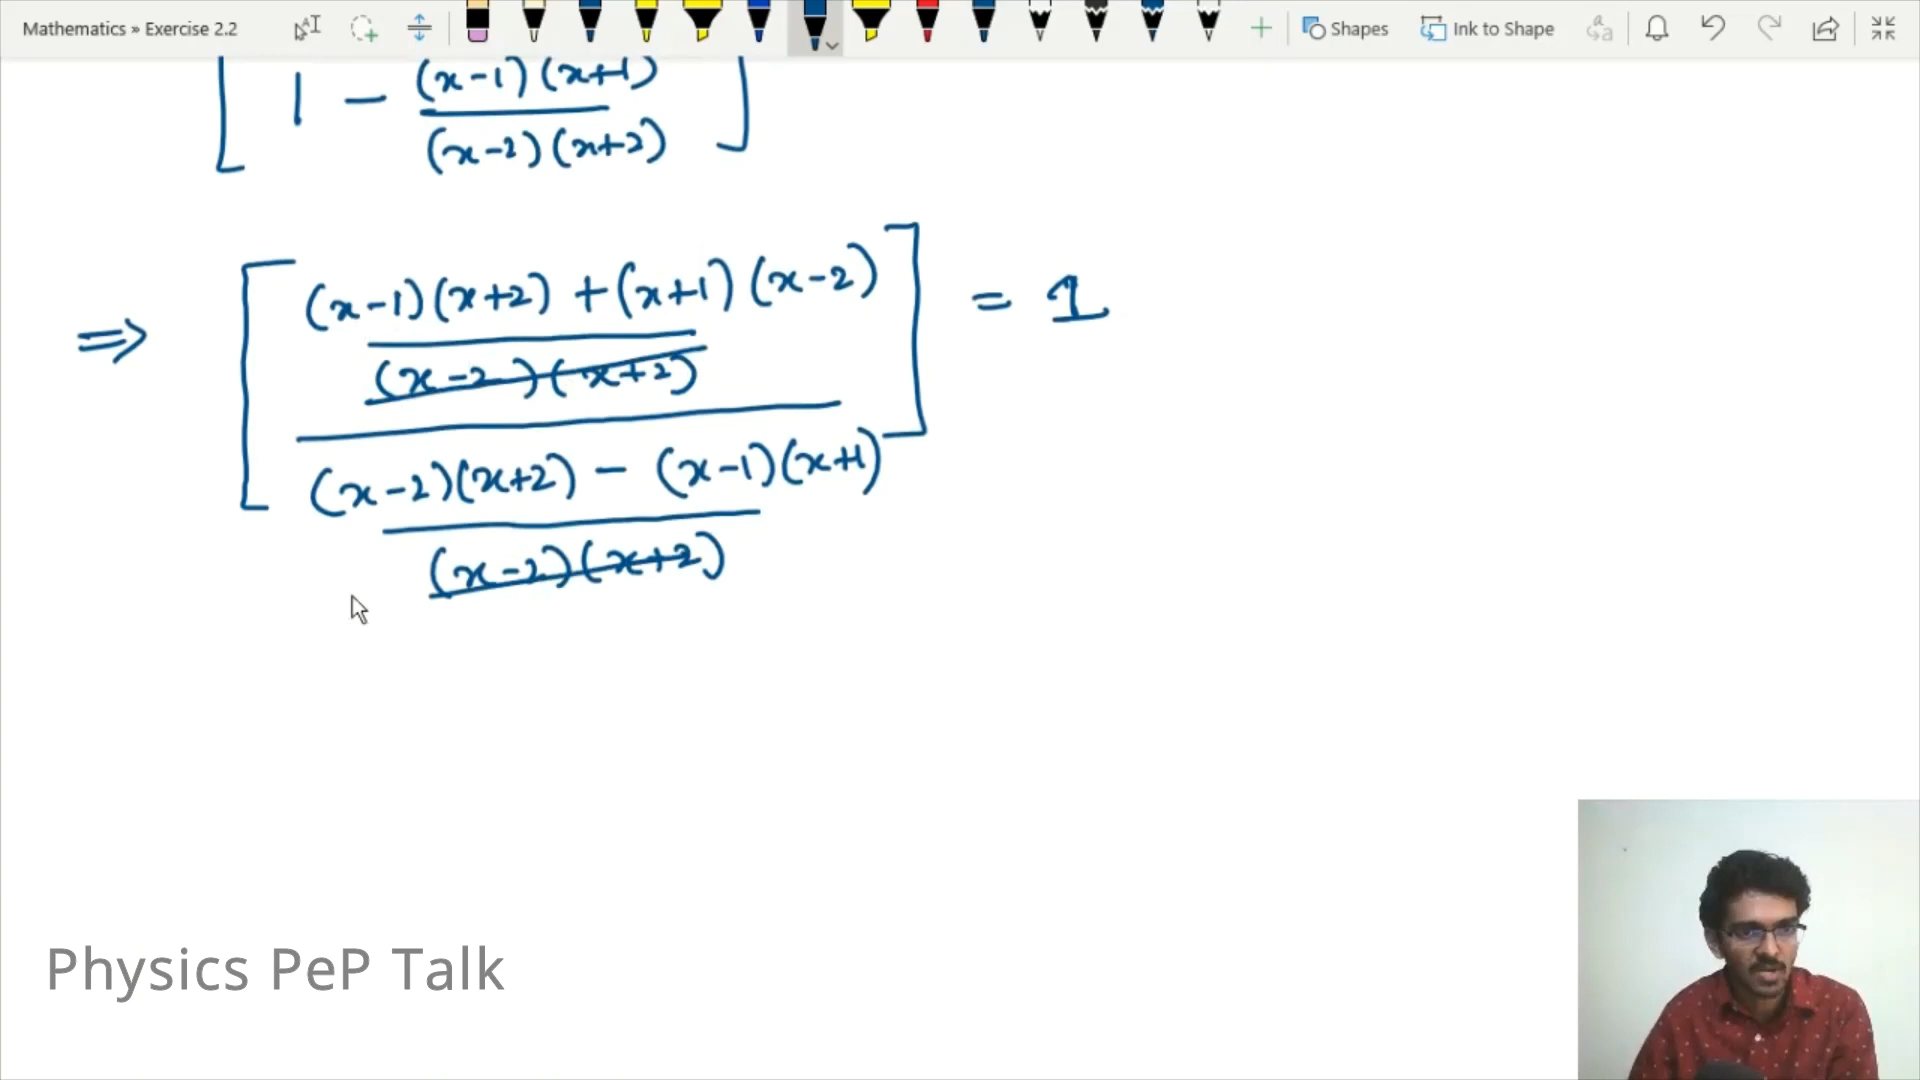 Mathematics » Exercise 2.2
Shapes
Ink to Shape
(x-1)(x+1)
1 -
(x-2)(x+2)
(x-1)(x+2) + (x+1)(x-2)
⇒ = 1
(x-2)(x+2)
(x-2)(x+2) - (x-1)(x+1)
(x-2)(x+2)
Physics PeP Talk